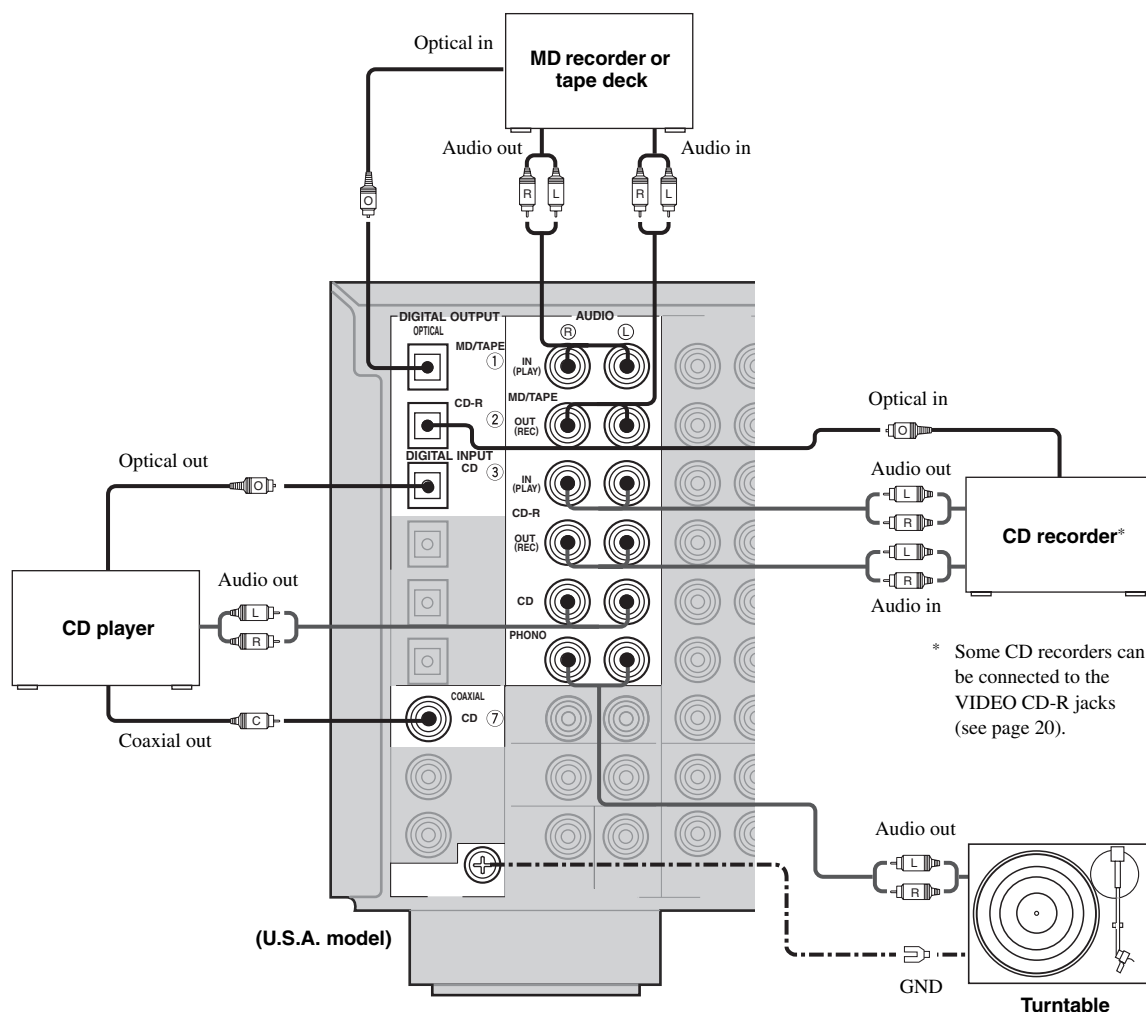 Optical in
MD recorder or
tape deck
Audio out
Audio in
R
L
R
L
O
DIGITAL OUTPUT
OPTICAL
MD/TAPE
1
CD-R
2
DIGITAL INPUT
CD
3
AUDIO
R
L
IN
(PLAY)
MD/TAPE
OUT
(REC)
IN
(PLAY)
CD-R
OUT
(REC)
CD
PHONO
COAXIAL
CD
7
Optical out
O
CD player
Audio out
L
R
C
Coaxial out
Optical in
O
Audio out
L
R
CD recorder*
L
R
Audio in
* Some CD recorders can
be connected to the
VIDEO CD-R jacks
(see page 20).
Audio out
L
R
GND
Turntable
(U.S.A. model)